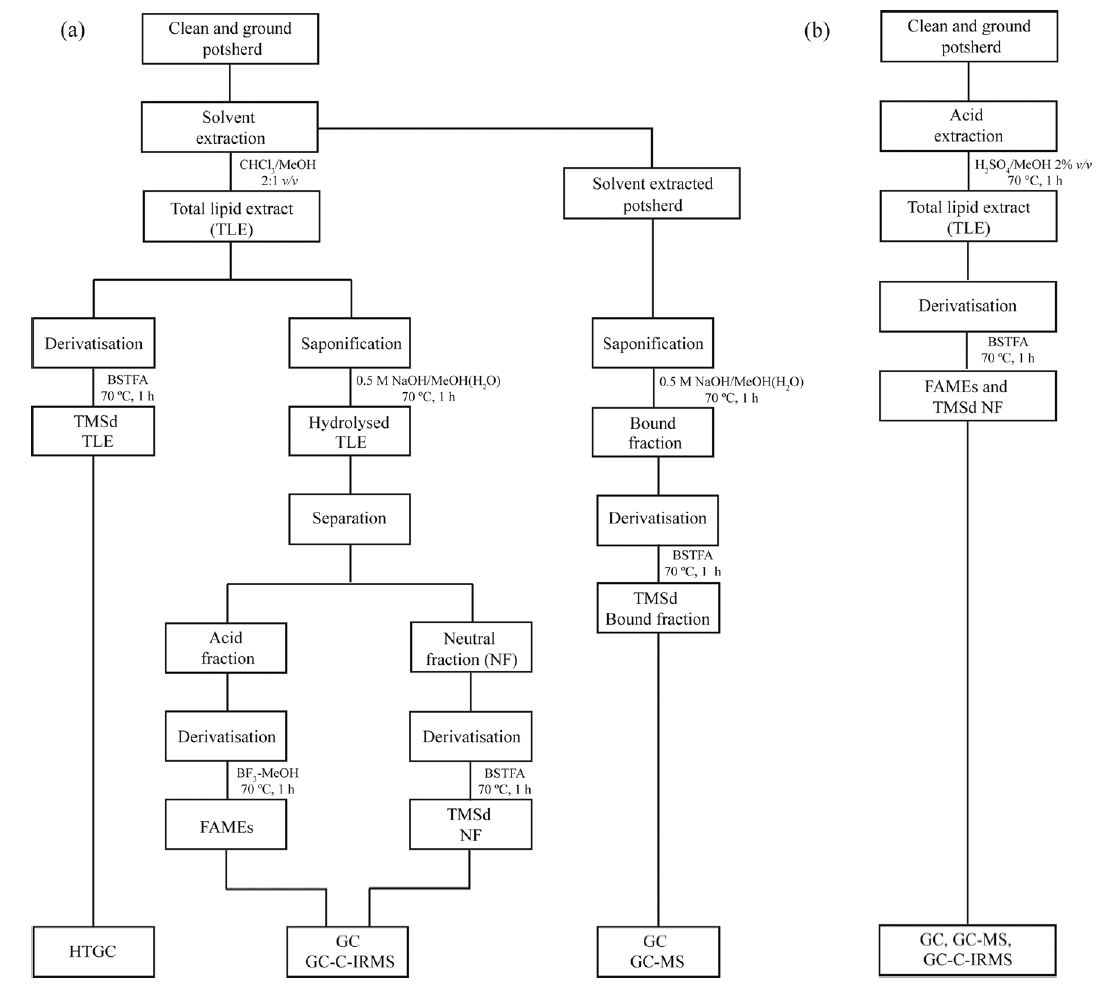 (a)
Clean and ground
potsherd
Solvent
extraction
CHCl3/MeOH
2:1 v/v
Total lipid extract
(TLE)
Solvent extracted
potsherd
Derivatisation
BSTFA
70 ºC, 1 h
TMSd
TLE
Saponification
0.5 M NaOH/MeOH(H2O)
70 ºC, 1 h
Hydrolysed
TLE
Separation
Acid
fraction
Derivatisation
BF3-MeOH
70 ºC, 1 h
FAMEs
Neutral
fraction (NF)
Derivatisation
BSTFA
70 ºC, 1 h
TMSd
NF
Saponification
0.5 M NaOH/MeOH(H2O)
70 ºC, 1 h
Bound
fraction
Derivatisation
BSTFA
70 ºC, 1 h
TMSd
Bound fraction
HTGC
GC
GC-C-IRMS
GC
GC-MS
(b)
Clean and ground
potsherd
Acid
extraction
H2SO4/MeOH 2% v/v
70 °C, 1 h
Total lipid extract
(TLE)
Derivatisation
BSTFA
70 ºC, 1 h
FAMEs and
TMSd NF
GC, GC-MS,
GC-C-IRMS